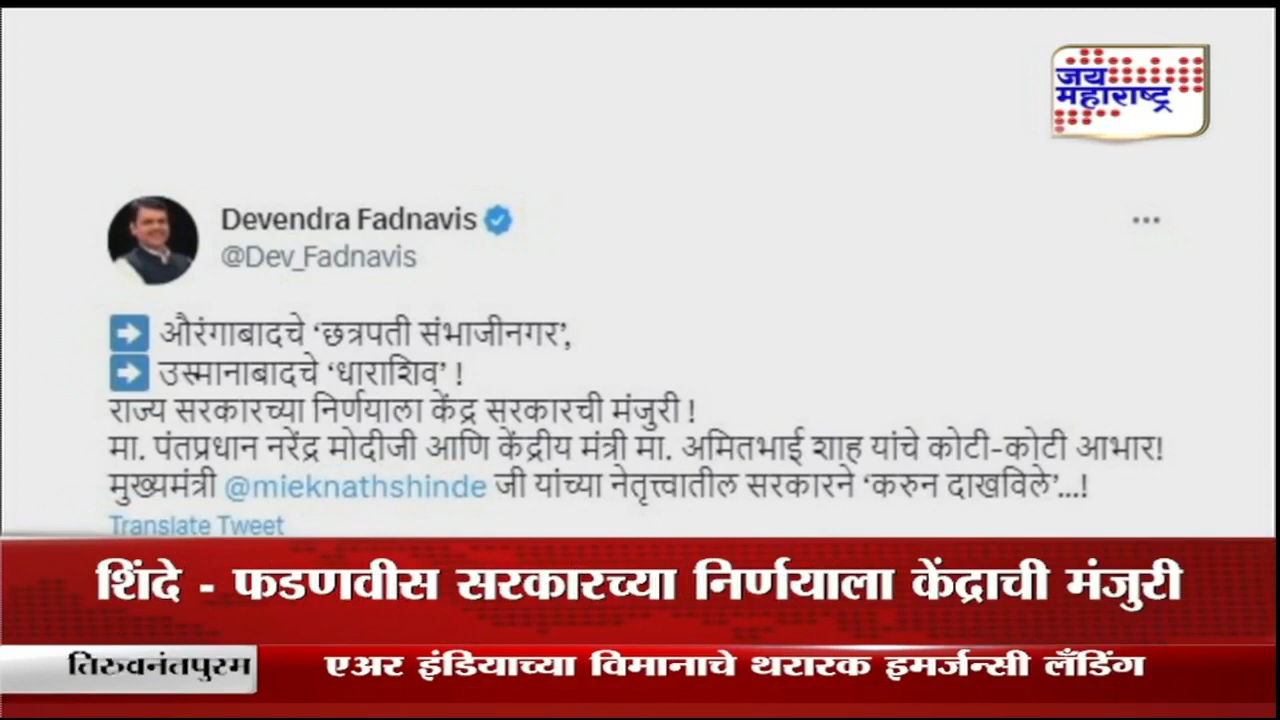 जय
महाराष्ट्र
Devendra Fadnavis
@Dev_Fadnavis
औरंगाबादचे ‘छत्रपती संभाजीनगर’,
उस्मानाबादचे ‘धाराशिव’ !
राज्य सरकारच्या निर्णयाला केंद्र सरकारची मंजुरी !
मा. पंतप्रधान नरेंद्र मोदीजी आणि केंद्रीय मंत्री मा. अमितभाई शाह यांचे कोटी-कोटी आभार!
मुख्यमंत्री @mieknathshinde जी यांच्या नेतृत्त्वातील सरकारने ‘करुन दाखविले’...!
Translate Tweet
शिंदे - फडणवीस सरकारच्या निर्णयाला केंद्राची मंजुरी
तिरुवनंतपुरम एअर इंडियाच्या विमानाचे थरारक इमर्जन्सी लँडिंग